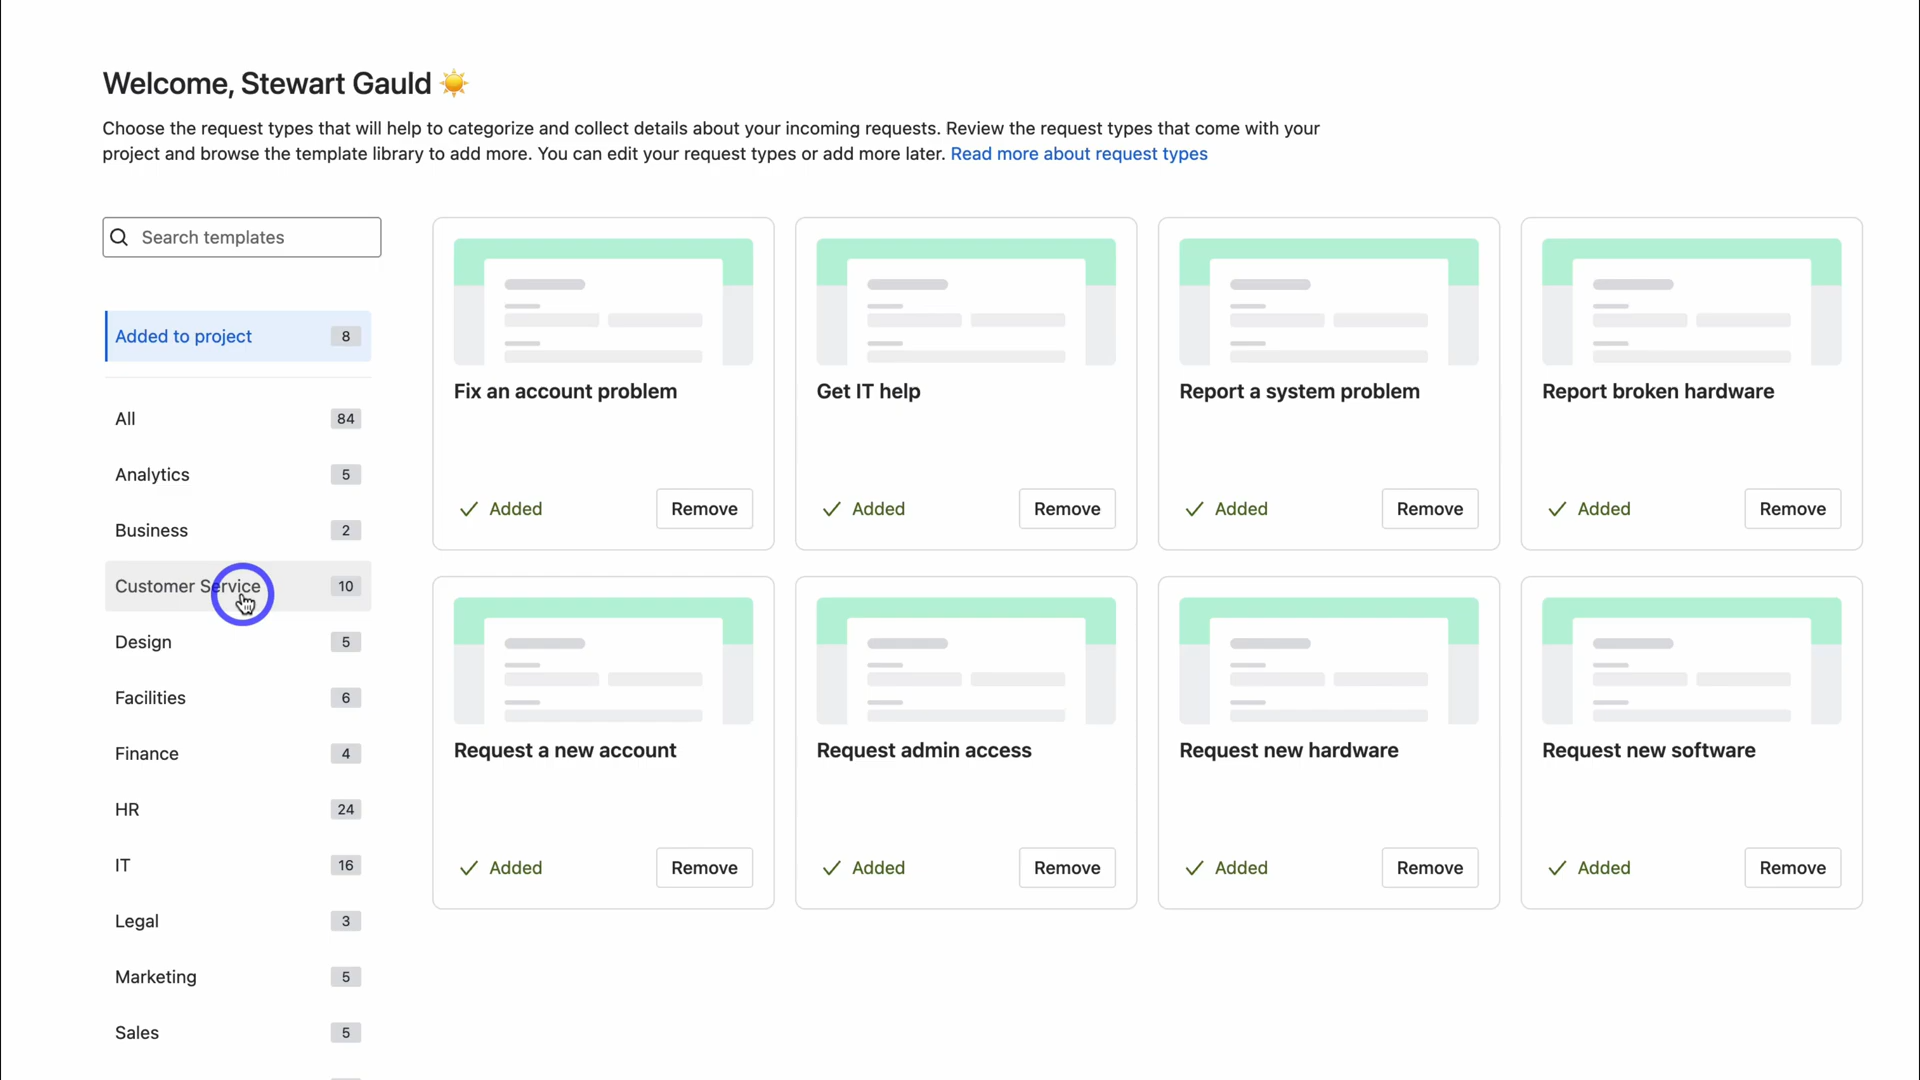 Welcome, Stewart Gauld
Choose the request types that will help to categorize and collect details about your incoming requests. Review the request types that come with your
project and browse the template library to add more. You can edit your request types or add more later. Read more about request types
Search templates
Added to project 8
All 84
Analytics 5
Business 2
Customer Service 10
Design 5
Facilities 6
Finance 4
HR 24
IT 16
Legal 3
Marketing 5
Sales 5
Fix an account problem
Added Remove
Get IT help
Added Remove
Report a system problem
Added Remove
Report broken hardware
Added Remove
Request a new account
Added Remove
Request admin access
Added Remove
Request new hardware
Added Remove
Request new software
Added Remove